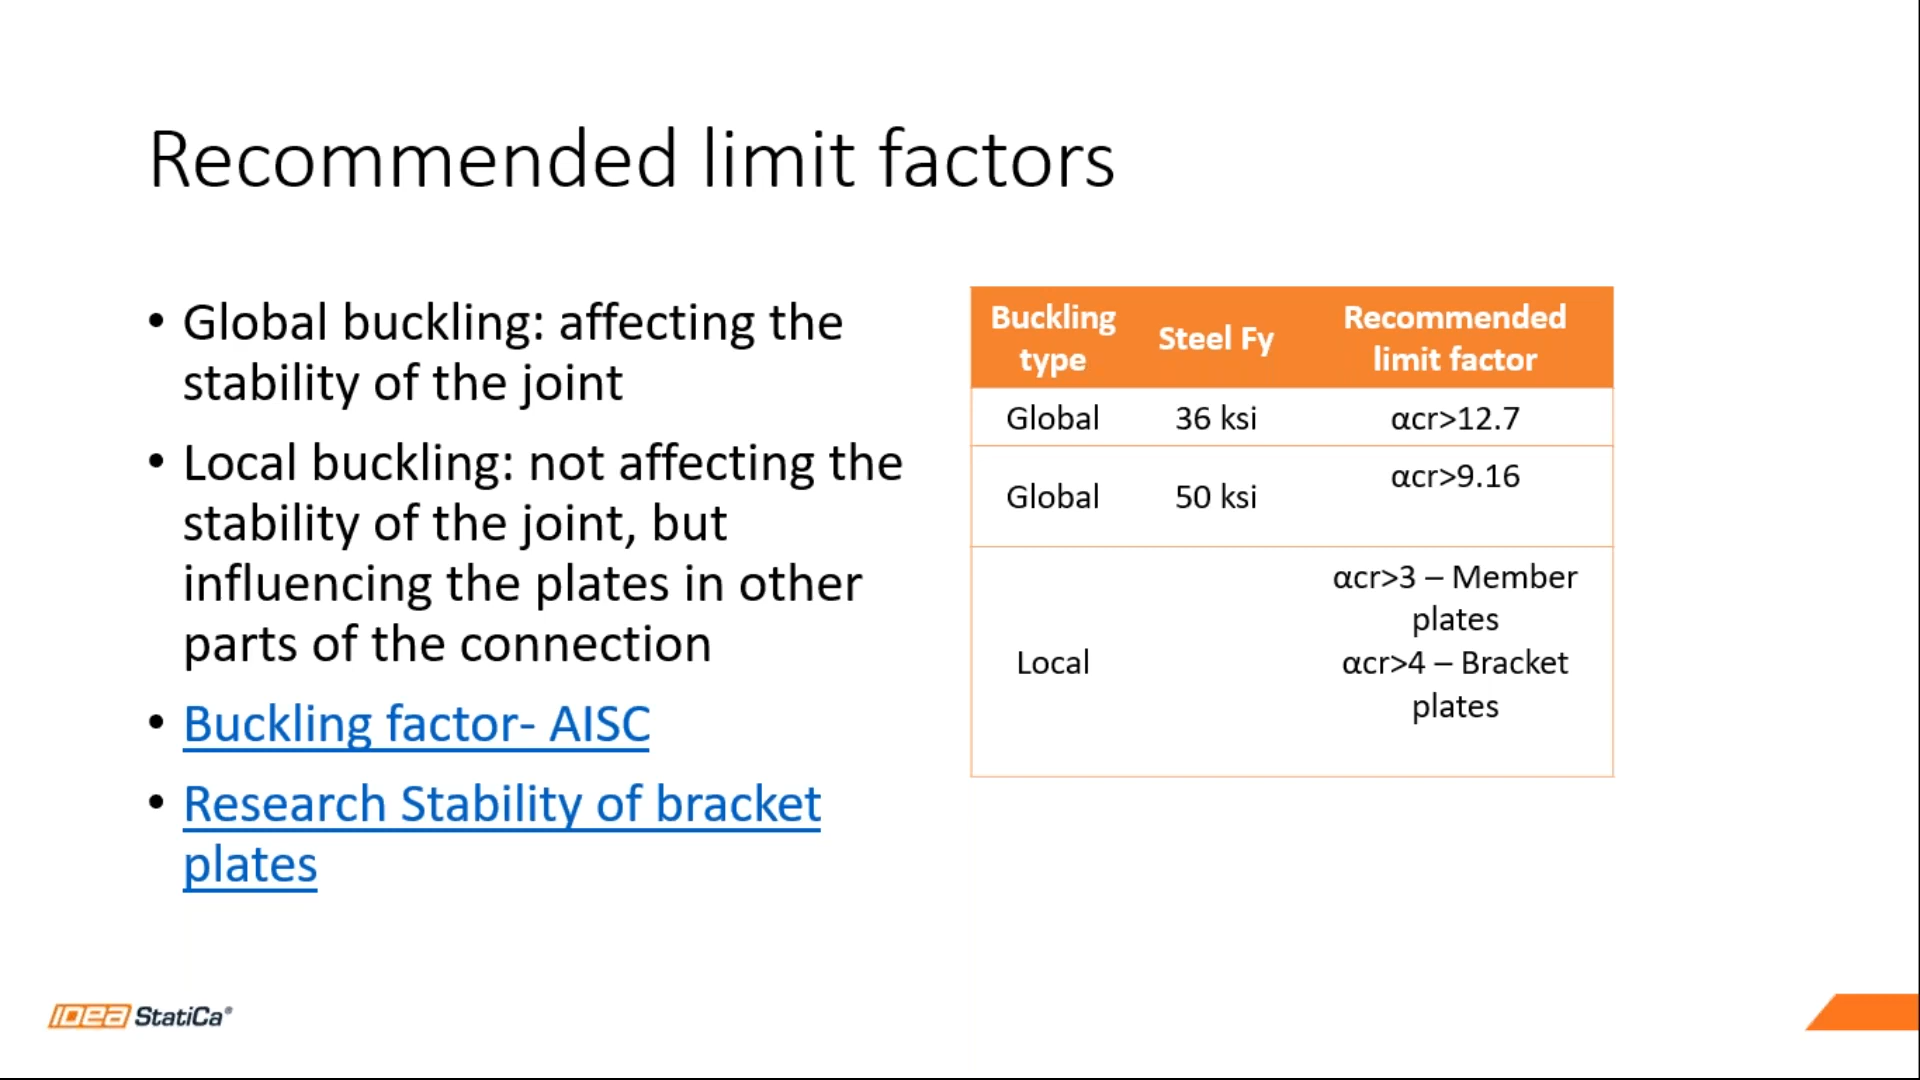 Recommended limit factors
• Global buckling: affecting the
stability of the joint
• Local buckling: not affecting the
stability of the joint, but
influencing the plates in other
parts of the connection
• Buckling factor- AISC
• Research Stability of bracket
plates
Buckling
type
Steel Fy
Recommended
limit factor
Global
36 ksi
αcr>12.7
Global
50 ksi
αcr>9.16
Local
αcr>3 – Member
plates
αcr>4 – Bracket
plates
IDEA StatiCa®